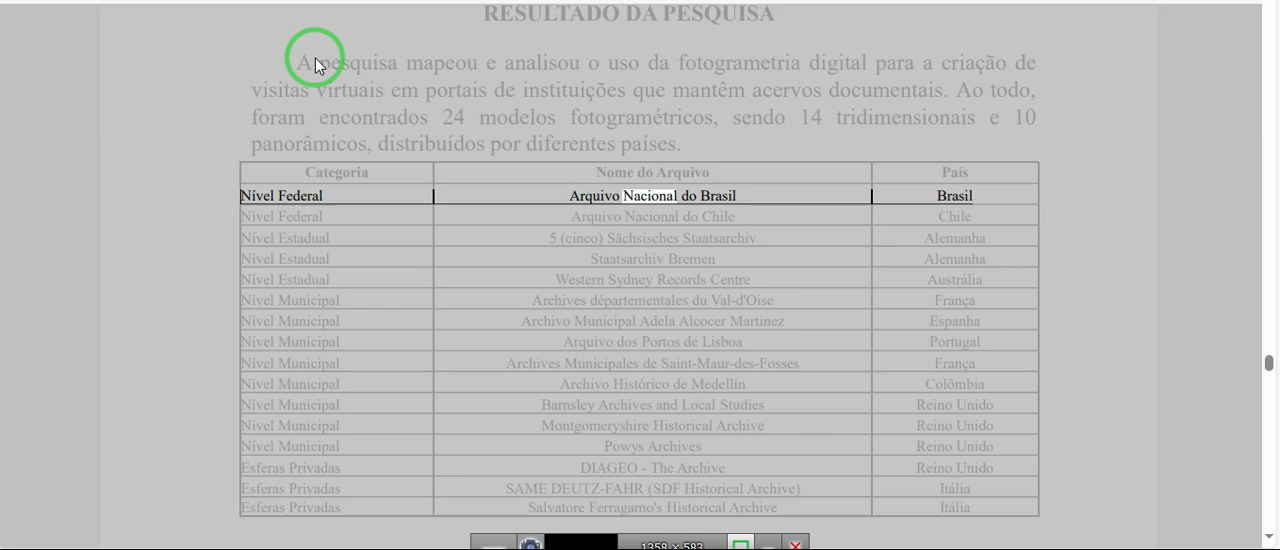 RESULTADO DA PESQUISA
A pesquisa mapeou e analisou o uso da fotogrametria digital para a criação de
visitas virtuais em portais de instituições que mantêm acervos documentais. Ao todo,
foram encontrados 24 modelos fotogramétricos, sendo 14 tridimensionais e 10
panorâmicos, distribuídos por diferentes países.
Categoria Nome do Arquivo País
Nível Federal Arquivo Nacional do Brasil Brasil
Nível Federal Arquivo Nacional do Chile Chile
Nível Estadual 5 (cinco) Sächsisches Staatsarchiv Alemanha
Nível Estadual Staatsarchiv Bremen Alemanha
Nível Estadual Western Sydney Records Centre Austrália
Nível Municipal Archives départementales du Val-d'Oise França
Nível Municipal Archivo Municipal Adela Alcocer Martinez Espanha
Nível Municipal Arquivo dos Portos de Lisboa Portugal
Nível Municipal Archives Municipales de Saint-Maur-des-Fosses França
Nível Municipal Archivo Histórico de Medellín Colômbia
Nível Municipal Barnsley Archives and Local Studies Reino Unido
Nível Municipal Montgomeryshire Historical Archive Reino Unido
Nível Municipal Powys Archives Reino Unido
Esferas Privadas DIAGEO - The Archive Reino Unido
Esferas Privadas SAME DEUTZ-FAHR (SDF Historical Archive) Itália
Esferas Privadas Salvatore Ferragamo's Historical Archive Itália
1358 × 583